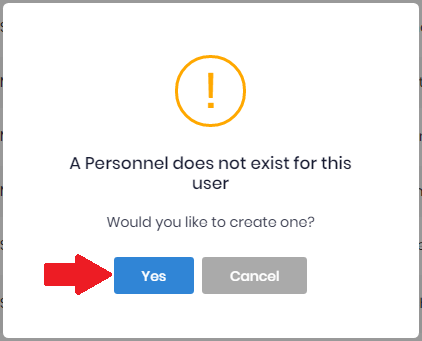 !
A Personnel does not exist for this
user
Would you like to create one?
Yes
Cancel